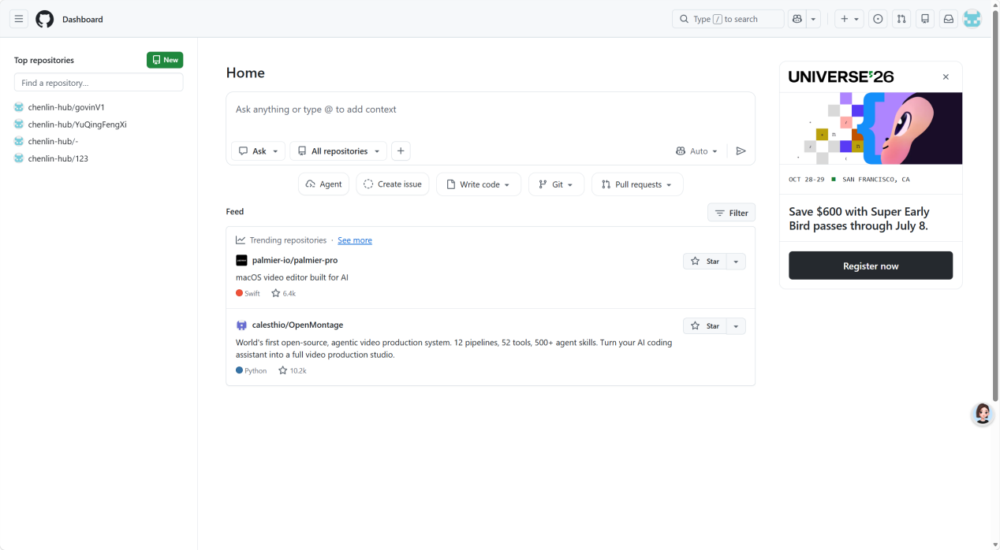 Dashboard
Type / to search
Top repositories
New
Find a repository...
chenlin-hub/govinV1
chenlin-hub/YuQingFengXi
chenlin-hub/-
chenlin-hub/123
Home
Ask anything or type @ to add context
Ask
All repositories
Auto
Agent
Create issue
Write code
Git
Pull requests
Feed
Filter
Trending repositories · See more
palmier-io/palmier-pro
Star
macOS video editor built for AI
Swift
6.4k
calesthio/OpenMontage
Star
World's first open-source, agentic video production system. 12 pipelines, 52 tools, 500+ agent skills. Turn your AI coding
assistant into a full video production studio.
Python
10.2k
UNIVERSE'26
OCT 28-29
SAN FRANCISCO, CA
Save $600 with Super Early
Bird passes through July 8.
Register now